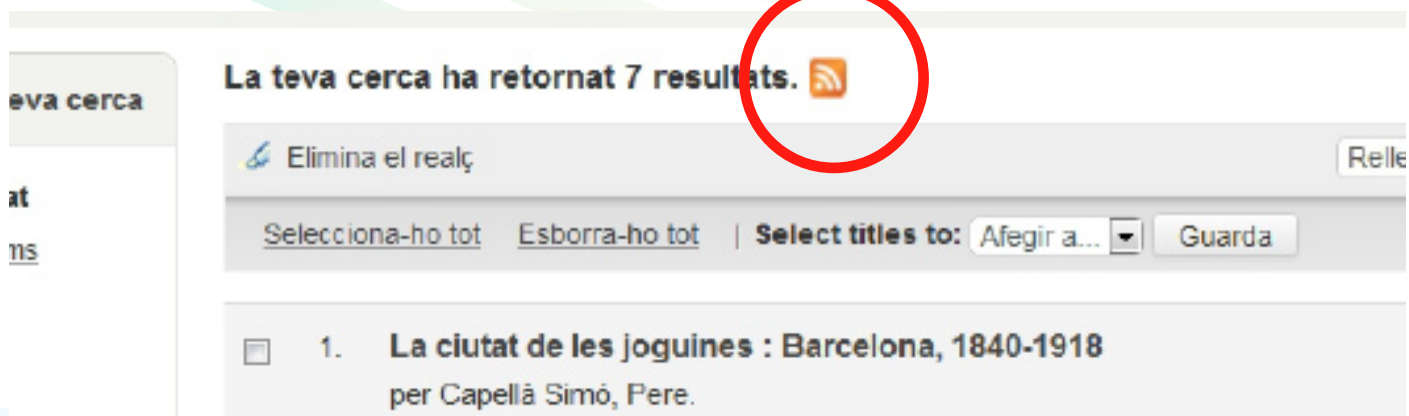 eva cerca
at
ms
La teva cerca ha retornat 7 resultats.
Elimina el realç
Relle
Selecciona-ho tot Esborra-ho tot | Select titles to: Afegir a... Guarda
1. La ciutat de les joguines : Barcelona, 1840-1918
per Capellà Simó, Pere.